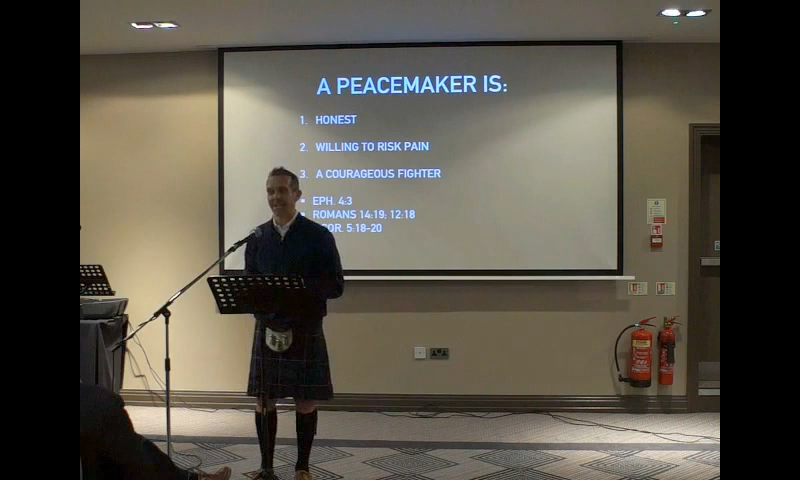 A PEACEMAKER IS:
1. HONEST
2. WILLING TO RISK PAIN
3. A COURAGEOUS FIGHTER
▪ EPH. 4:3
▪ ROMANS 14:19; 12:18
COR. 5:18-20